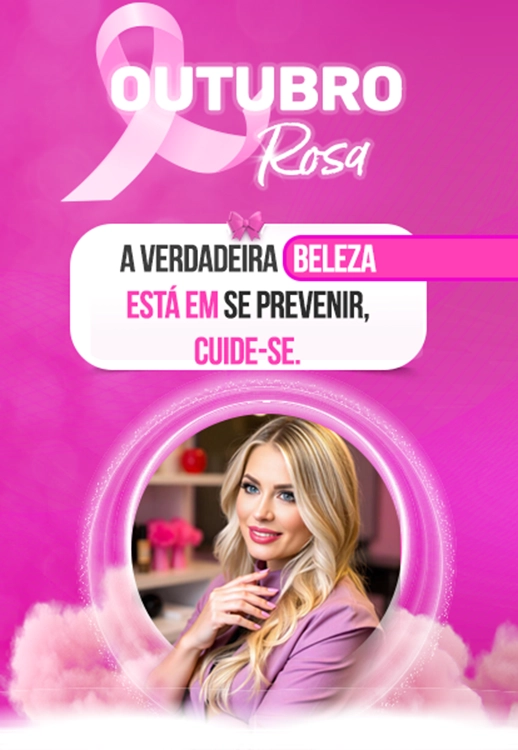 OUTUBRO
Rosa
A VERDADEIRA BELEZA
ESTÁ EM SE PREVENIR,
CUIDE-SE.